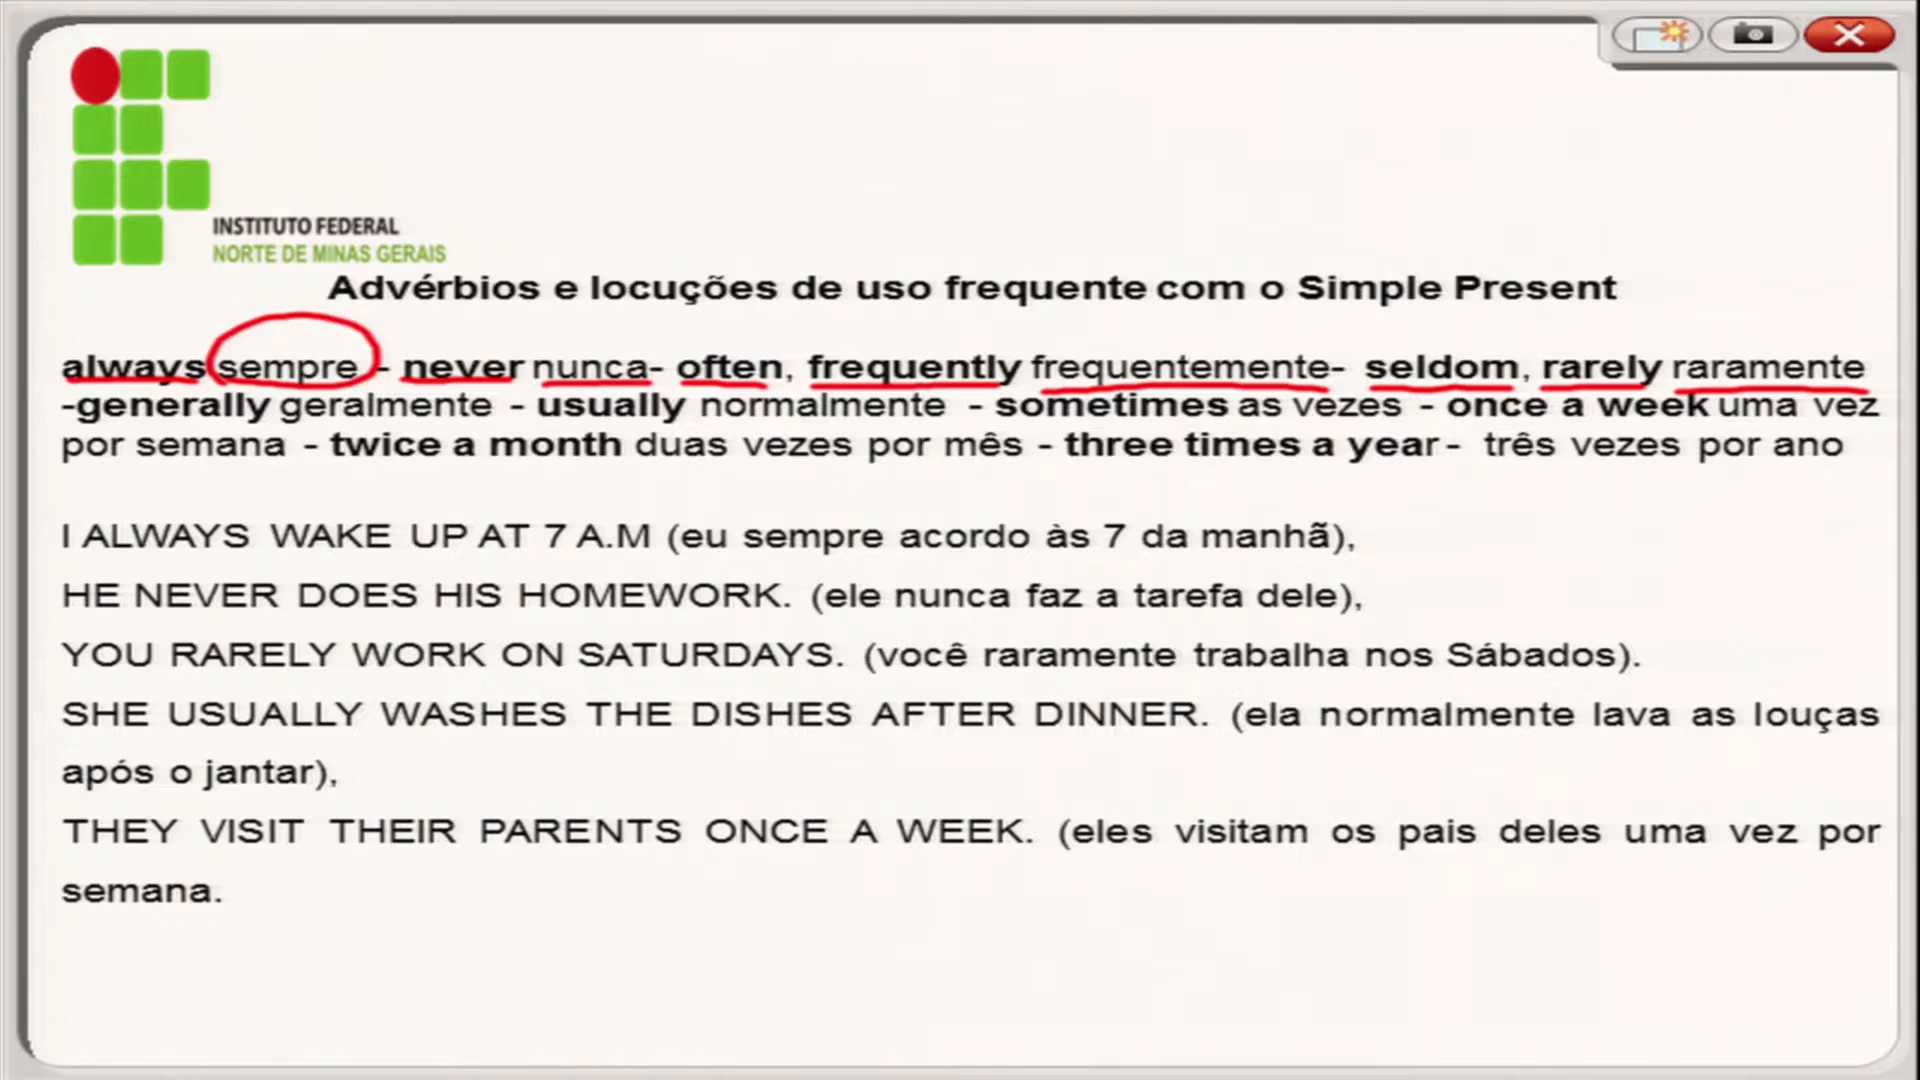 INSTITUTO FEDERAL
NORTE DE MINAS GERAIS
Advérbios e locuções de uso frequente com o Simple Present
always sempre - never nunca- often, frequently frequentemente- seldom, rarely raramente
-generally geralmente - usually normalmente - sometimes as vezes - once a week uma vez
por semana - twice a month duas vezes por mês - three times a year - três vezes por ano
I ALWAYS WAKE UP AT 7 A.M (eu sempre acordo às 7 da manhã),
HE NEVER DOES HIS HOMEWORK. (ele nunca faz a tarefa dele),
YOU RARELY WORK ON SATURDAYS. (você raramente trabalha nos Sábados).
SHE USUALLY WASHES THE DISHES AFTER DINNER. (ela normalmente lava as louças
após o jantar),
THEY VISIT THEIR PARENTS ONCE A WEEK. (eles visitam os pais deles uma vez por
semana.